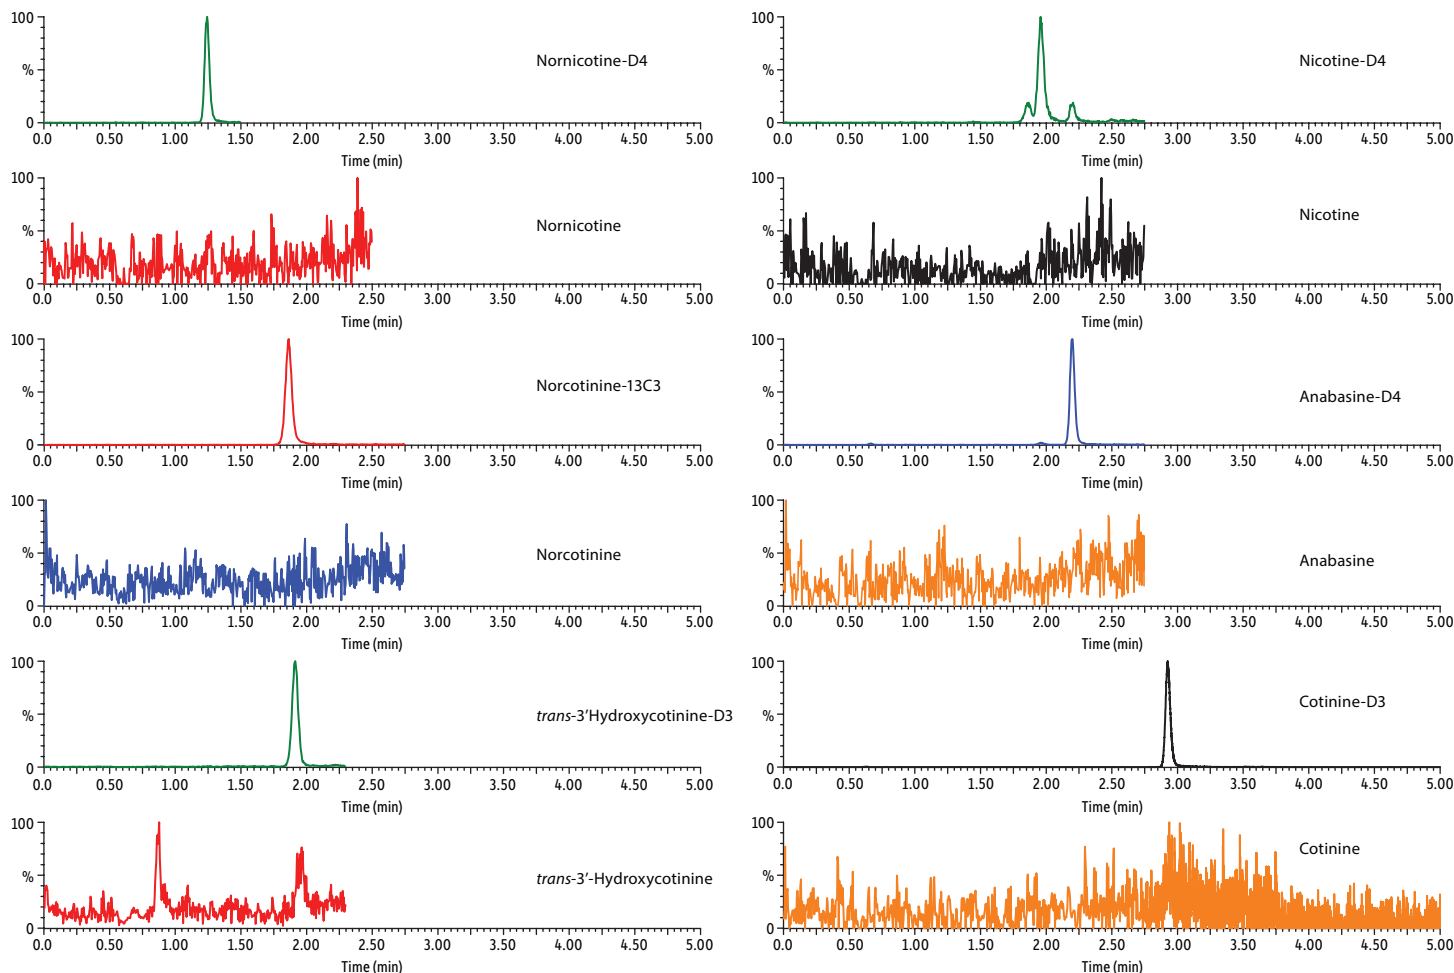 100
%
0
Nornicotine-D4
0.0 0.50 1.00 1.50 2.00 2.50 3.00 3.50 4.00 4.50 5.00
Time (min)
100
%
0
Nornicotine
0.0 0.50 1.00 1.50 2.00 2.50 3.00 3.50 4.00 4.50 5.00
Time (min)
100
%
0
Norcotinine-13C3
0.0 0.50 1.00 1.50 2.00 2.50 3.00 3.50 4.00 4.50 5.00
Time (min)
100
%
0
Norcotinine
0.0 0.50 1.00 1.50 2.00 2.50 3.00 3.50 4.00 4.50 5.00
Time (min)
100
%
0
trans-3'Hydroxycotinine-D3
0.0 0.50 1.00 1.50 2.00 2.50 3.00 3.50 4.00 4.50 5.00
Time (min)
100
%
0
trans-3'-Hydroxycotinine
0.0 0.50 1.00 1.50 2.00 2.50 3.00 3.50 4.00 4.50 5.00
Time (min)
100
%
0
Nicotine-D4
0.0 0.50 1.00 1.50 2.00 2.50 3.00 3.50 4.00 4.50 5.00
Time (min)
100
%
0
Nicotine
0.0 0.50 1.00 1.50 2.00 2.50 3.00 3.50 4.00 4.50 5.00
Time (min)
100
%
0
Anabasine-D4
0.0 0.50 1.00 1.50 2.00 2.50 3.00 3.50 4.00 4.50 5.00
Time (min)
100
%
0
Anabasine
0.0 0.50 1.00 1.50 2.00 2.50 3.00 3.50 4.00 4.50 5.00
Time (min)
100
%
0
Cotinine-D3
0.0 0.50 1.00 1.50 2.00 2.50 3.00 3.50 4.00 4.50 5.00
Time (min)
100
%
0
Cotinine
0.0 0.50 1.00 1.50 2.00 2.50 3.00 3.50 4.00 4.50 5.00
Time (min)